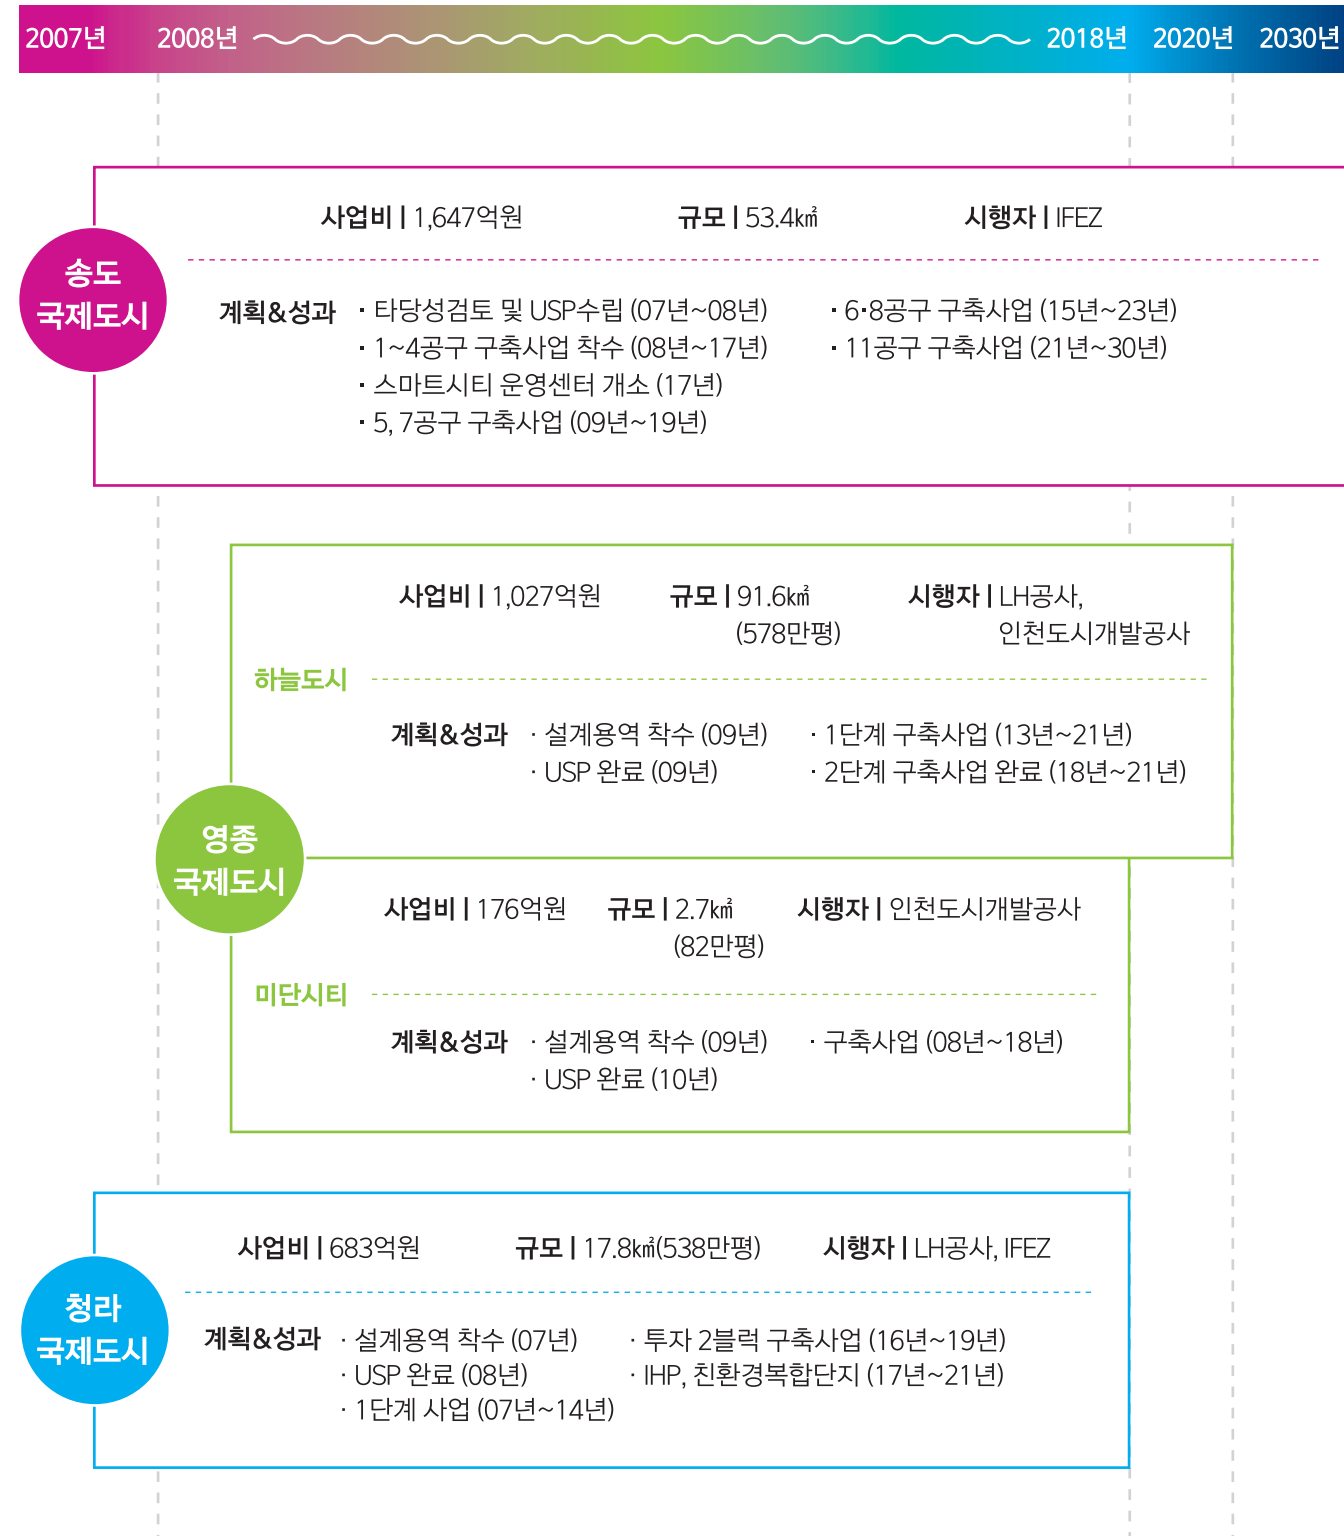 2007년 2008년 2018년 2020년 2030년
송도
국제도시
사업비 | 1,647억원 규모 | 53.4㎢ 시행자 | IFEZ
계획&성과
· 타당성검토 및 USP수립 (07년~08년)
· 1~4공구 구축사업 착수 (08년~17년)
· 스마트시티 운영센터 개소 (17년)
· 5, 7공구 구축사업 (09년~19년)
· 6·8공구 구축사업 (15년~23년)
· 11공구 구축사업 (21년~30년)
영종
국제도시
하늘도시
사업비 | 1,027억원 규모 | 91.6㎢ 시행자 | LH공사,
(578만평) 인천도시개발공사
계획&성과
· 설계용역 착수 (09년)
· USP 완료 (09년)
· 1단계 구축사업 (13년~21년)
· 2단계 구축사업 완료 (18년~21년)
미단시티
사업비 | 176억원 규모 | 2.7㎢ 시행자 | 인천도시개발공사
(82만평)
계획&성과
· 설계용역 착수 (09년)
· USP 완료 (10년)
· 구축사업 (08년~18년)
청라
국제도시
사업비 | 683억원 규모 | 17.8㎢(538만평) 시행자 | LH공사, IFEZ
계획&성과
· 설계용역 착수 (07년)
· USP 완료 (08년)
· 1단계 사업 (07년~14년)
· 투자 2블럭 구축사업 (16년~19년)
· IHP, 친환경복합단지 (17년~21년)